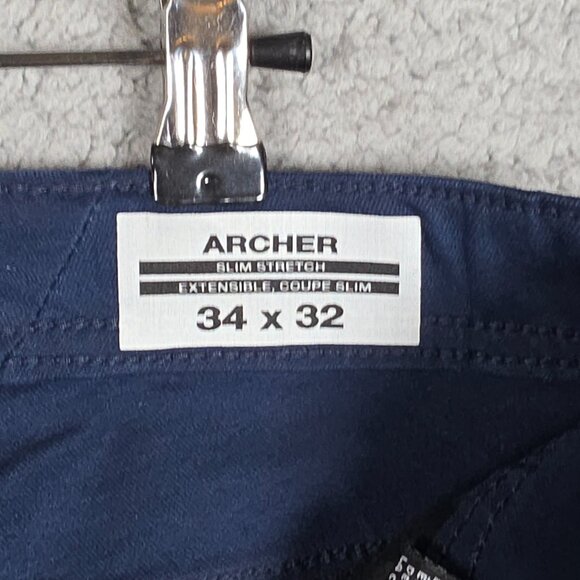 ARCHER
SLIM STRETCH
EXTENSIBLE, COUPE SLIM
34 x 32